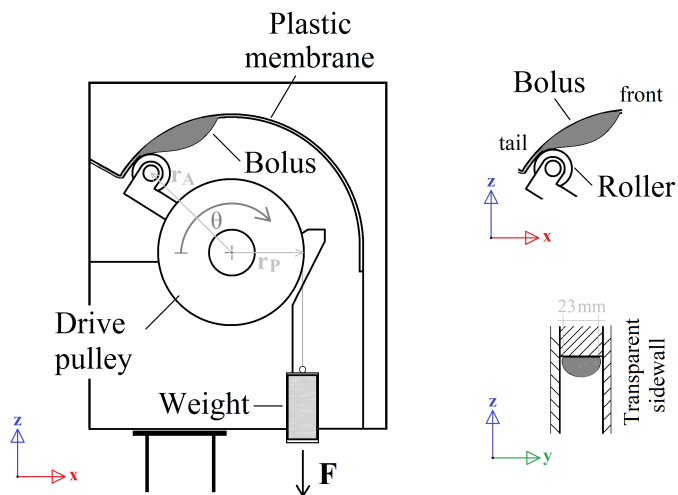 Plastic
membrane
Bolus
r_A
θ
r_P
Drive
pulley
Weight
F
z
x
Bolus
front
tail
Roller
z
x
23mm
Transparent
sidewall
z
y